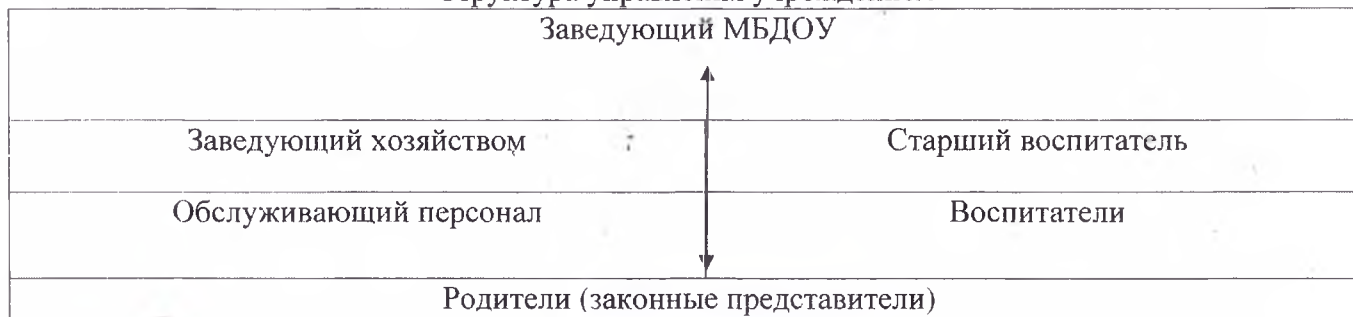 Заведующий МБДОУ
Заведующий хозяйством Старший воспитатель
Обслуживающий персонал Воспитатели
Родители (законные представители)